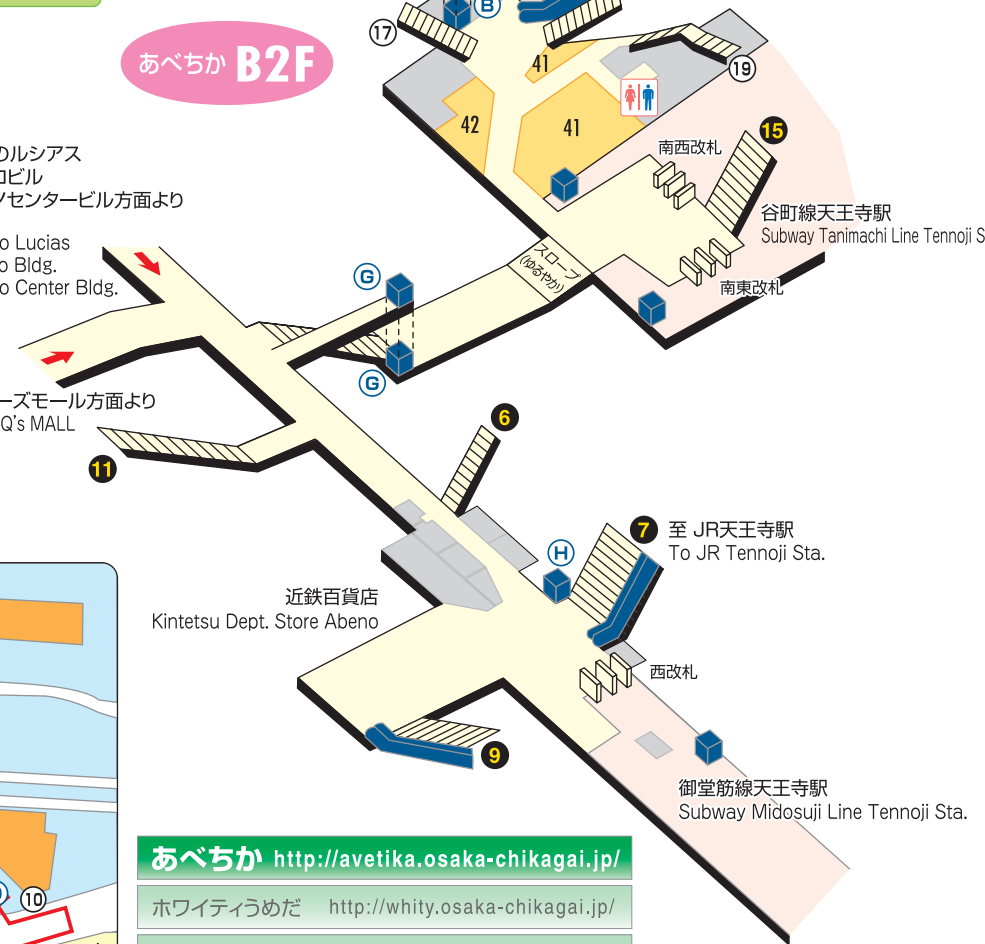 B
17
あべちか B2F
41
19
42
41
15
南西改札
のルシアス
ロビル
センタービル方面より
谷町線天王寺駅
Subway Tanimachi Line Tennoji S
o Lucias
o Bldg.
o Center Bldg.
スロープ
(ゆるやか)
G
南東改札
G
ーズモール方面より
Q's MALL
6
11
7
至 JR天王寺駅
To JR Tennoji Sta.
H
近鉄百貨店
Kintetsu Dept. Store Abeno
西改札
9
御堂筋線天王寺駅
Subway Midosuji Line Tennoji Sta.
あべちか http://avetika.osaka-chikagai.jp/
10
ホワイティうめだ http://whity.osaka-chikagai.jp/